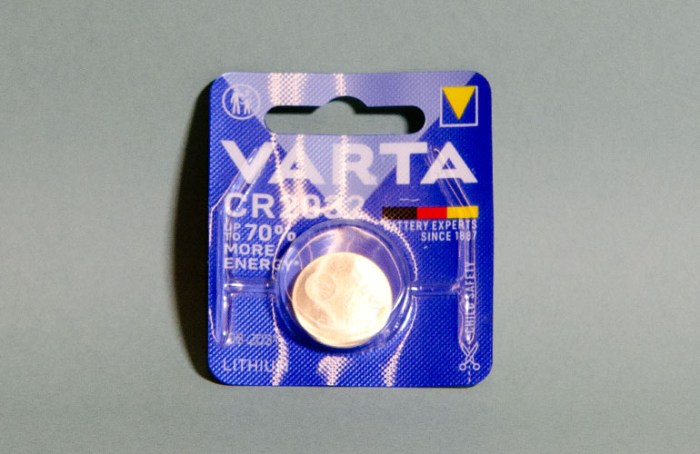 VARTA
CR2032
UP TO 70%
MORE
ENERGY*
BATTERY EXPERTS
SINCE 1887
CHILD SAFETY
LITHIUM